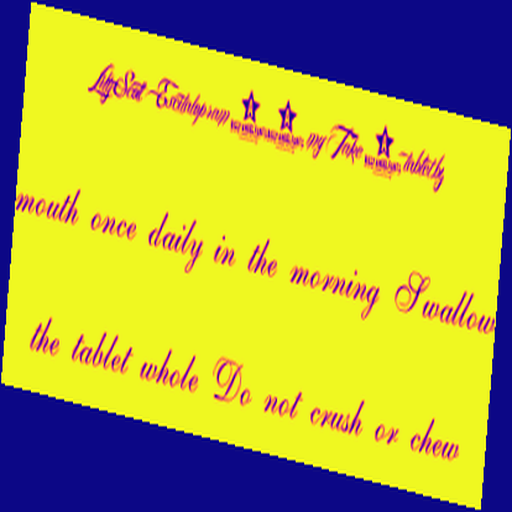 Escitalopram mg Take tablet by
mouth once daily in the morning Swallow
the tablet whole Do not crush or chew